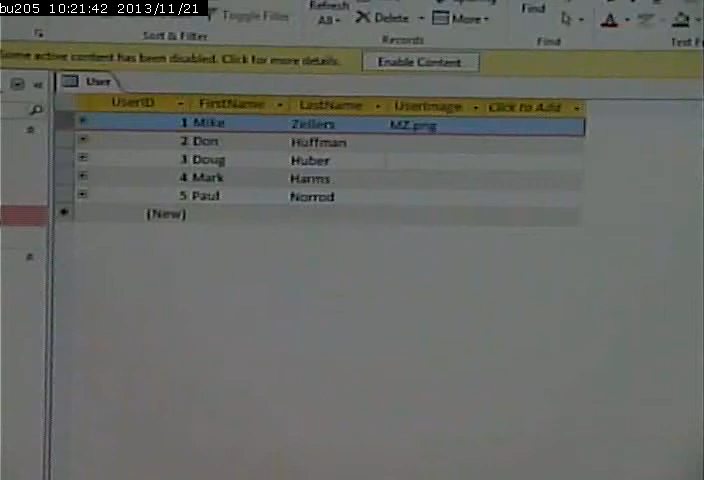 bu205 10:21:42 2013/11/21
Toggle Filter
Refresh
All
Delete
More
Find
Sort & Filter
Records
Find
Some active content has been disabled. Click for more details.
Enable Content
User
UserID FirstName LastName UserImage Click to Add
1 Mike Zellers MZ.png
2 Don Huffman
3 Doug Huber
4 Mark Harms
5 Paul Norrod
(New)